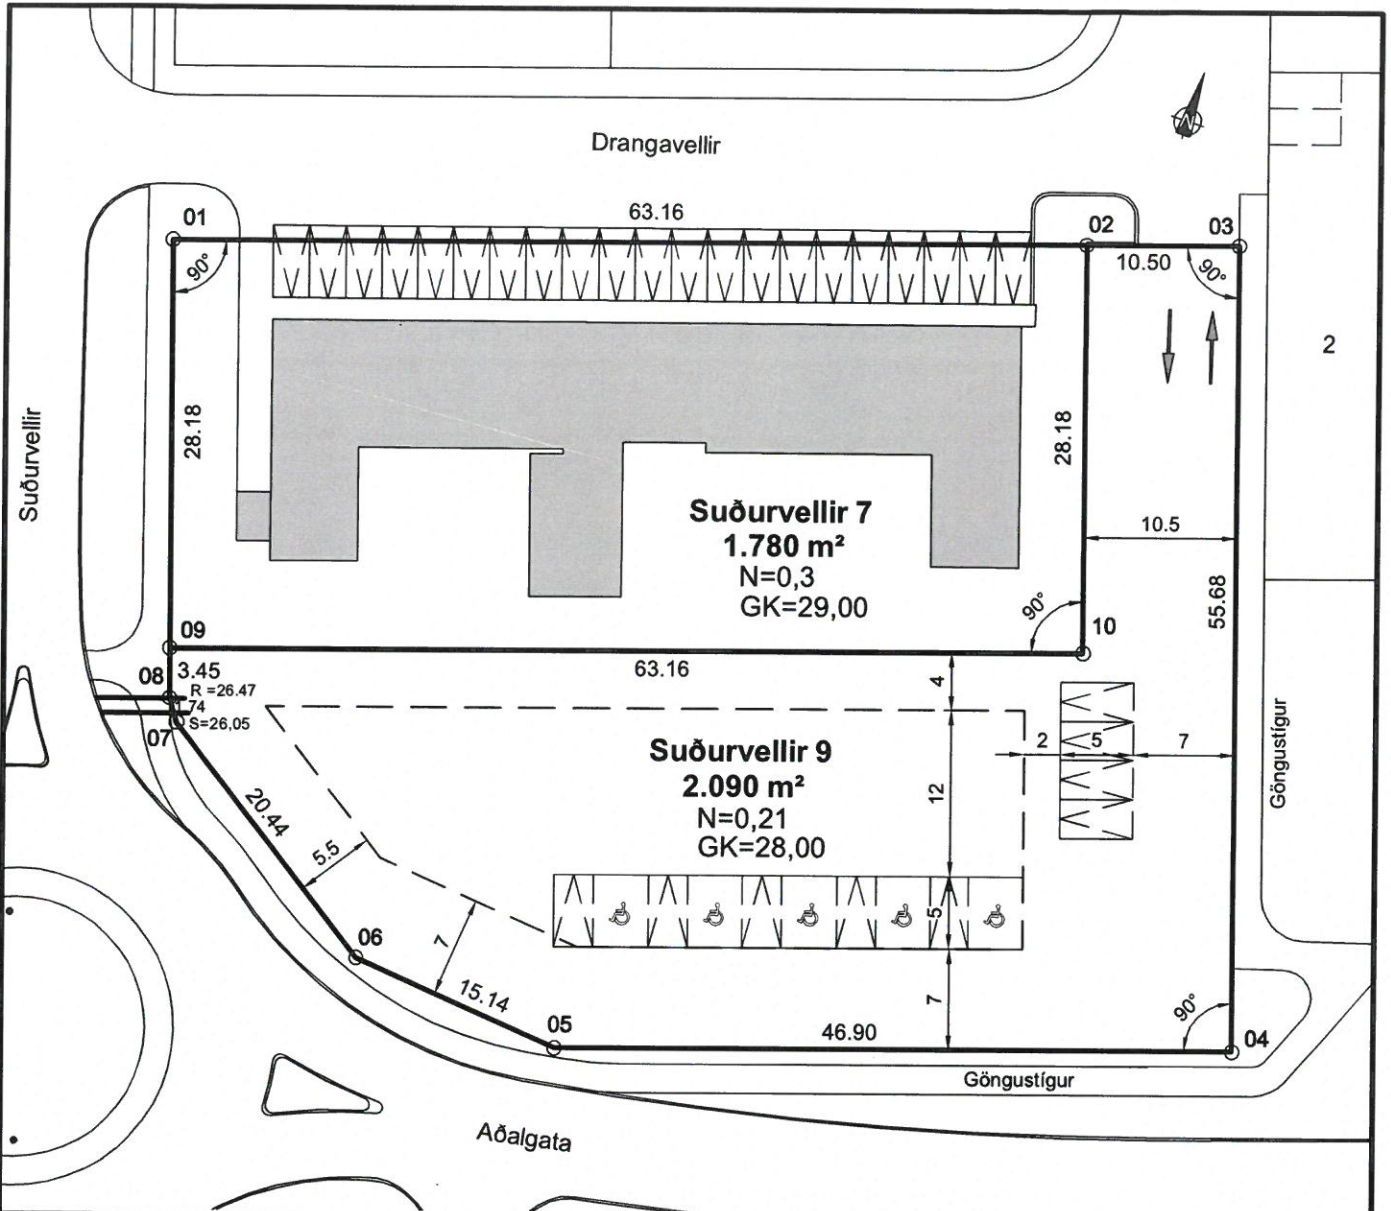 Drangavellir
N
01
63.16
02
03
90°
10.50
90°
2
Suðurvellir
28.18
28.18
Suðurvellir 7
1.780 m²
N=0,3
GK=29,00
10.5
55.68
90°
09
10
3.45
08
R =26.47
63.16
4
74
S=26,05
07
Suðurvellir 9
2.090 m²
N=0,21
GK=28,00
2
5
7
12
Göngustígur
20.44
5.5
5
06
7
15.14
7
90°
05
46.90
04
Göngustígur
Aðalgata